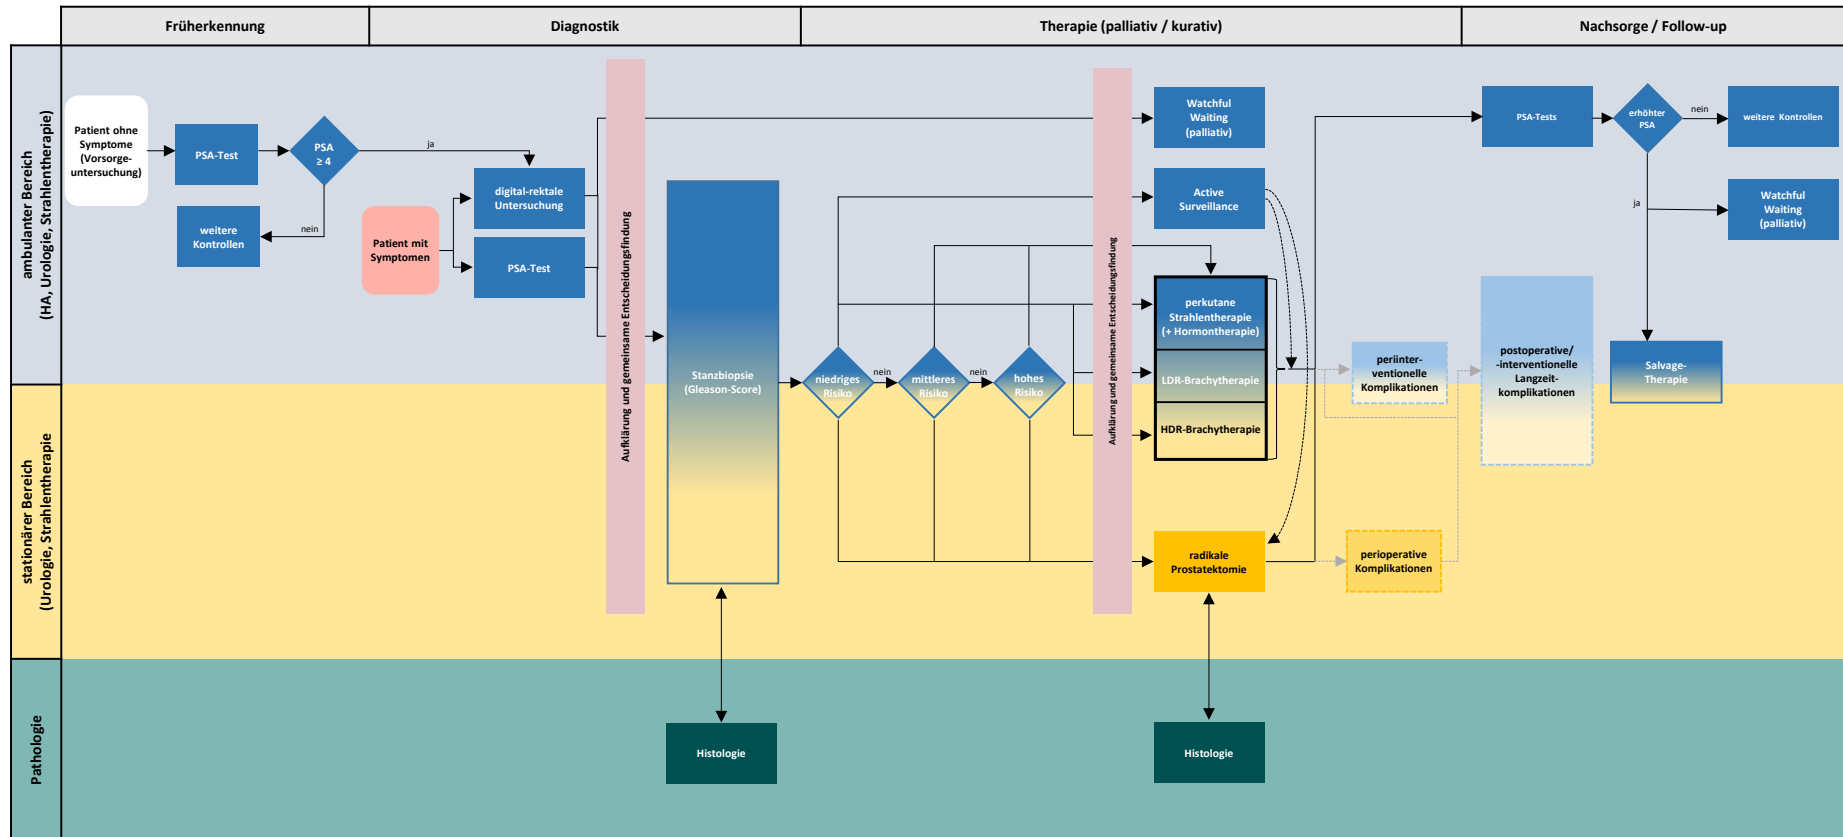 Früherkennung
Diagnostik
Therapie (palliativ / kurativ)
Nachsorge / Follow-up
ambulanter Bereich
(HA, Urologie, Strahlentherapie)
Patient ohne
Symptome
(Vorsorge-
untersuchung)
PSA-Test
PSA
≥ 4
ja
nein
weitere
Kontrollen
Patient mit
Symptomen
digital-rektale
Untersuchung
PSA-Test
Aufklärung und gemeinsame Entscheidungsfindung
Stanzbiopsie
(Gleason-Score)
niedriges
Risiko
nein
mittleres
Risiko
nein
hohes
Risiko
Aufklärung und gemeinsame Entscheidungsfindung
Watchful
Waiting
(palliativ)
Active
Surveillance
perkutane
Strahlentherapie
(+ Hormontherapie)
LDR-Brachytherapie
HDR-Brachytherapie
periinter-
ventionelle
Komplikationen
PSA-Tests
erhöhter
PSA
nein
weitere Kontrollen
ja
Watchful
Waiting
(palliativ)
postoperative/
-interventionelle
Langzeit-
komplikationen
Salvage-
Therapie
stationärer Bereich
(Urologie, Strahlentherapie
radikale
Prostatektomie
perioperative
Komplikationen
Pathologie
Histologie
Histologie